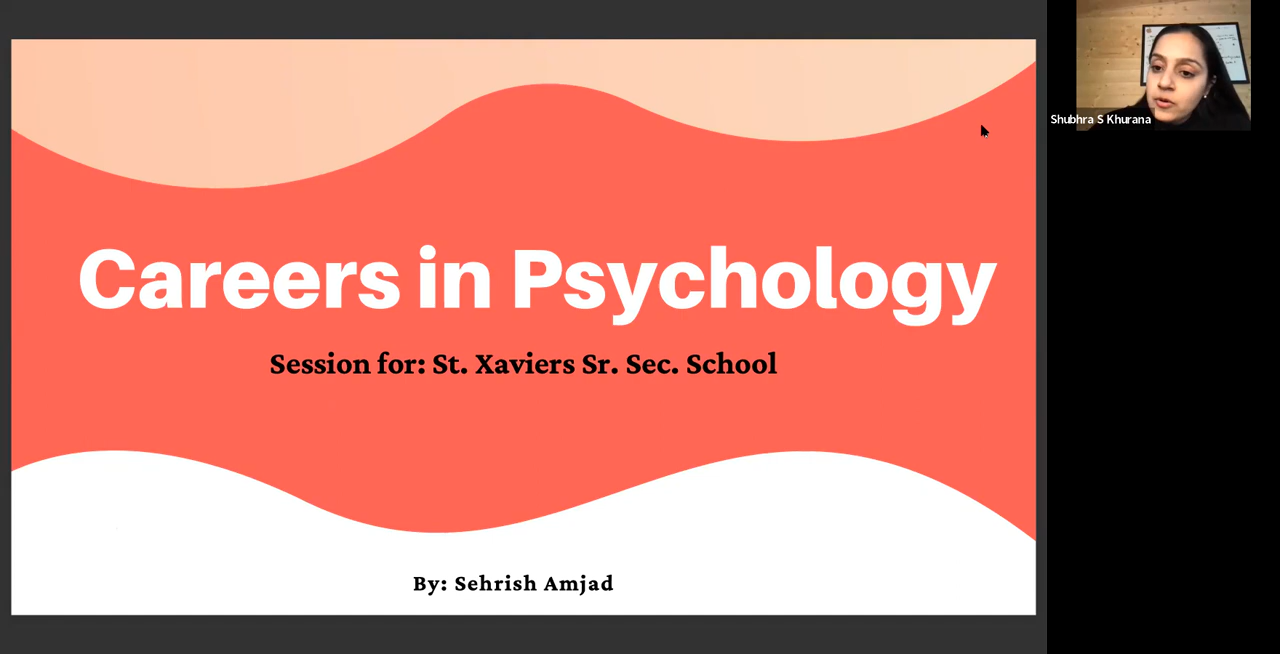 Careers in Psychology
Session for: St. Xaviers Sr. Sec. School
By: Sehrish Amjad
Shubhra S Khurana